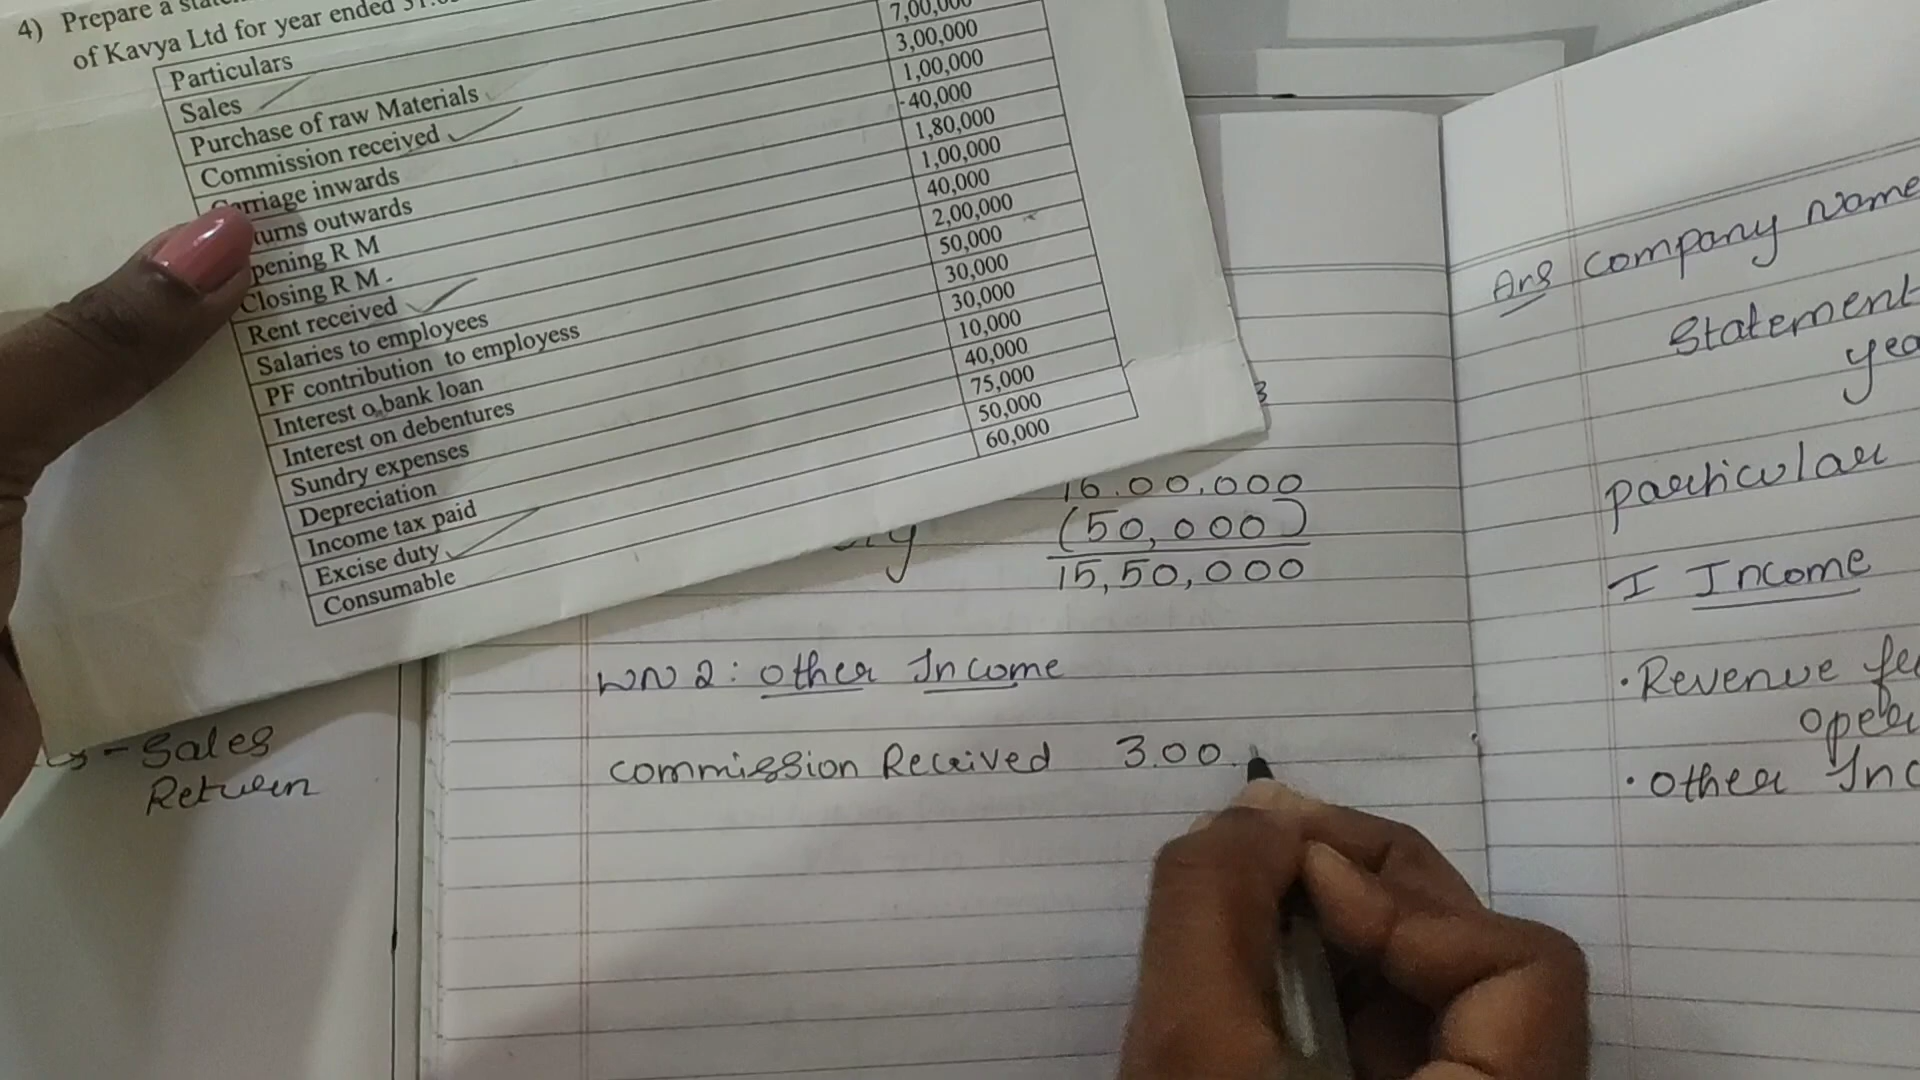 4) Prepare a
of Kavya Ltd for year ended
Particulars
Sales 7,00,000
Purchase of raw Materials 3,00,000
Commission received 1,00,000
Carriage inwards 40,000
turns outwards 1,80,000
pening R M 1,00,000
Closing R M 40,000
Rent received 2,00,000
Salaries to employees 50,000
PF contribution to employess 30,000
Interest o bank loan 30,000
Interest on debentures 10,000
Sundry expenses 40,000
Depreciation 75,000
Income tax paid 50,000
Excise duty 60,000
Consumable
3
16.00.000
(50,000)
15,50,000
WN 2: Other Income
Commission Received 3.00.
- Sales
Return
Ans Company Name
Statement
yea
particular
I Income
• Revenue
• Other Inc